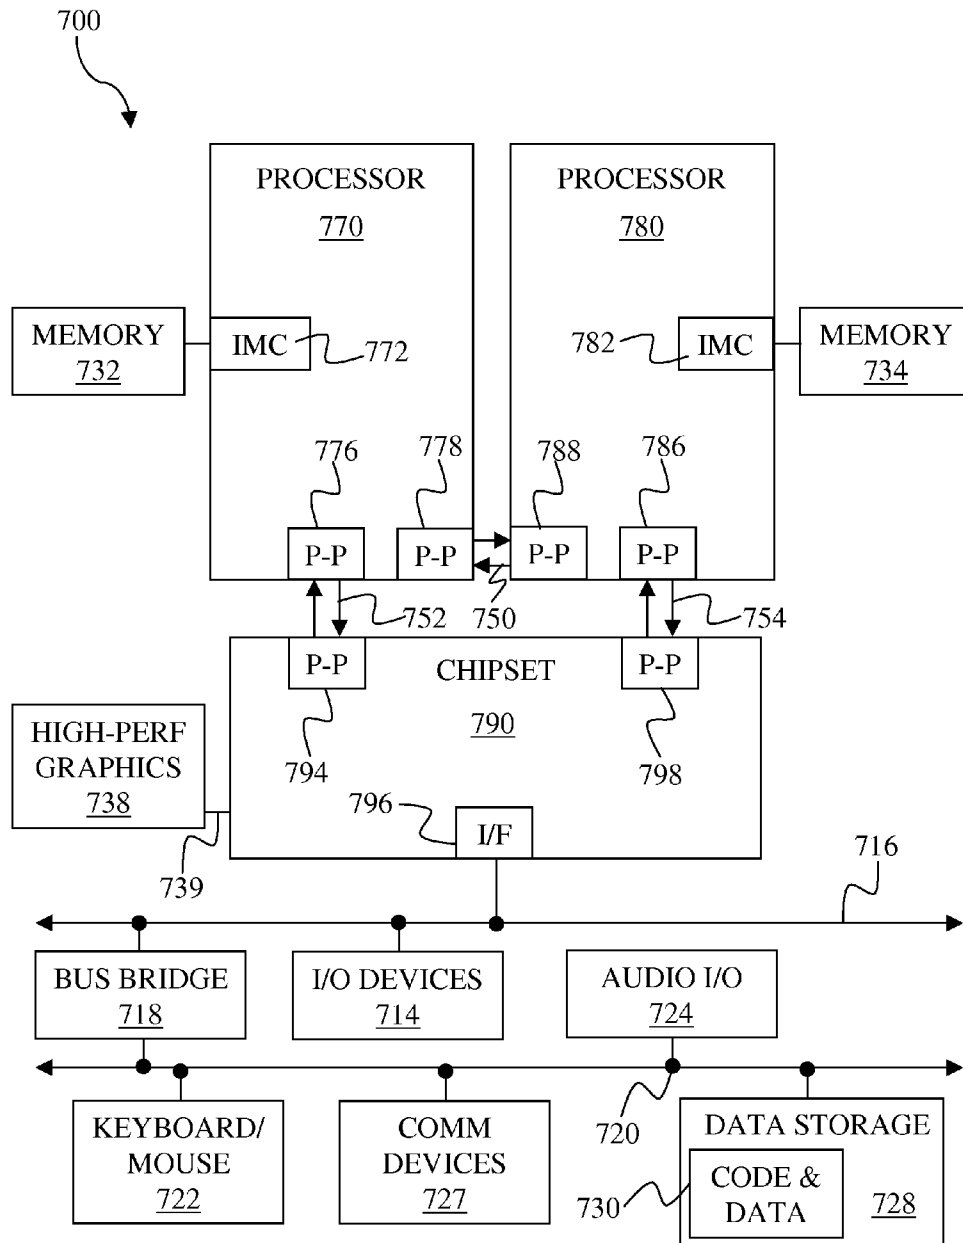 700
PROCESSOR
770
PROCESSOR
780
MEMORY
732
IMC
772
782
IMC
MEMORY
734
776
778
788
786
P-P
P-P
P-P
P-P
752
750
754
P-P
CHIPSET
790
P-P
794
798
HIGH-PERF
GRAPHICS
738
739
796
I/F
716
BUS BRIDGE
718
I/O DEVICES
714
AUDIO I/O
724
720
KEYBOARD/
MOUSE
722
COMM
DEVICES
727
DATA STORAGE
728
730
CODE &
DATA